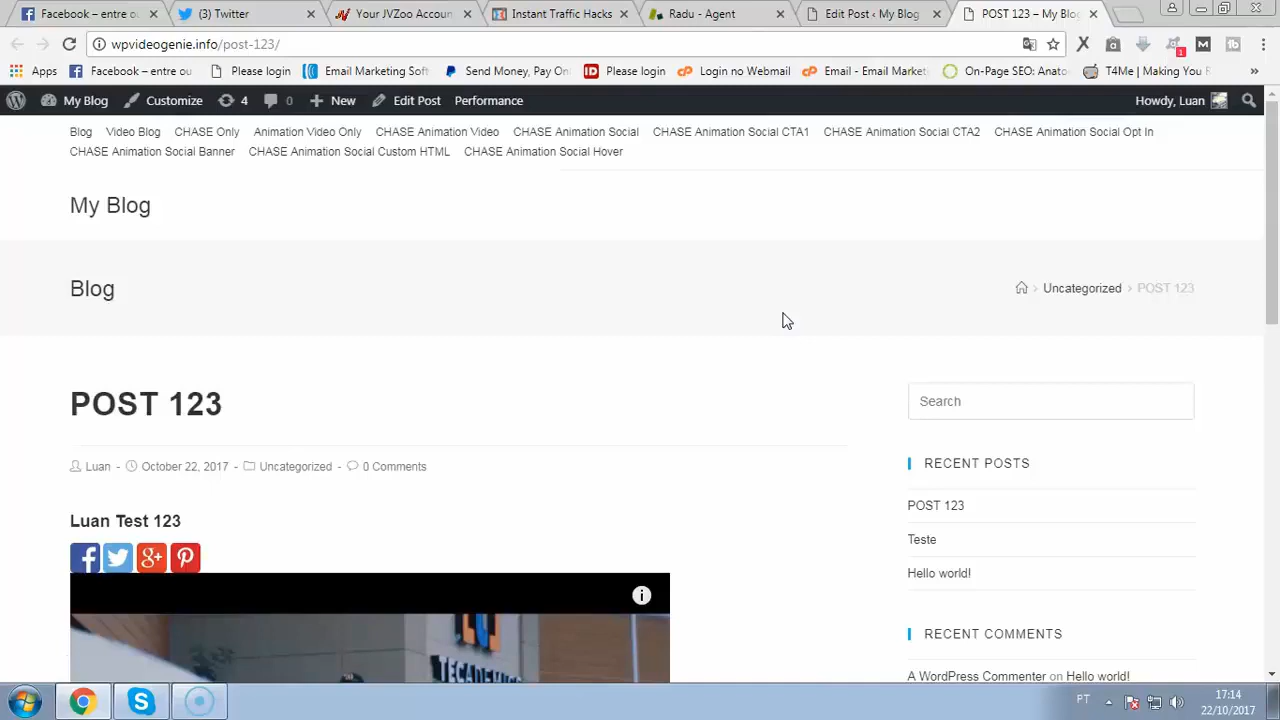 Facebook – entre ou
(3) Twitter
Your JVZoo Accoun
Instant Traffic Hacks
Radu - Agent
Edit Post ‹ My Blog
POST 123 – My Blo
wpvideogenie.info/post-123/
Apps
Facebook – entre ou
Please login
Email Marketing Sof
Send Money, Pay On
Please login
Login no Webmail
Email - Email Market
On-Page SEO: Anato
T4Me | Making You R
My Blog
Customize
4
0
New
Edit Post
Performance
Howdy, Luan
Blog Video Blog CHASE Only Animation Video Only CHASE Animation Video CHASE Animation Social CHASE Animation Social CTA1 CHASE Animation Social CTA2 CHASE Animation Social Opt In
CHASE Animation Social Banner CHASE Animation Social Custom HTML CHASE Animation Social Hover
My Blog
Blog
Uncategorized > POST 123
POST 123
Luan - October 22, 2017 - Uncategorized - 0 Comments
Luan Test 123
TECADEMICS
Search
RECENT POSTS
POST 123
Teste
Hello world!
RECENT COMMENTS
A WordPress Commenter on Hello world!
PT
17:14
22/10/2017